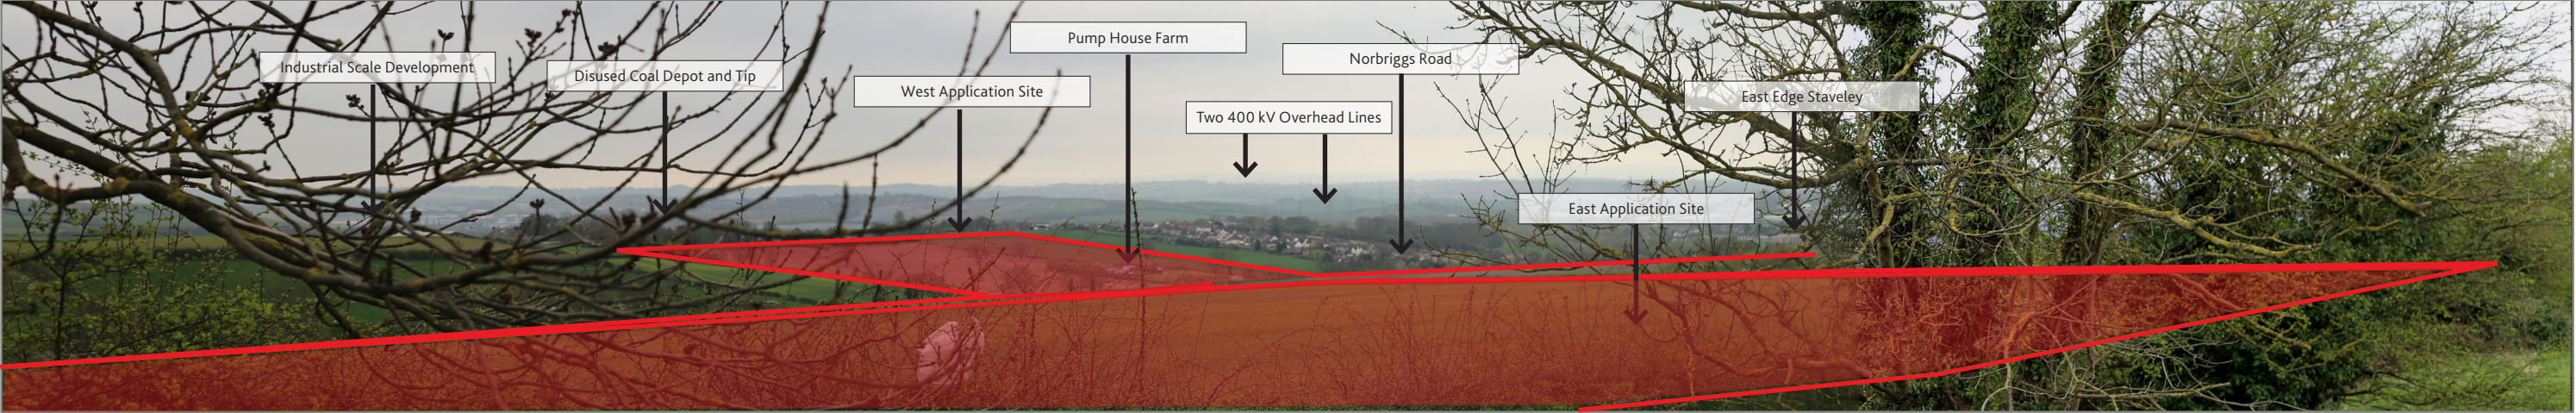 Industrial Scale Development
Disused Coal Depot and Tip
West Application Site
Pump House Farm
Two 400 kV Overhead Lines
Norbriggs Road
East Application Site
East Edge Staveley